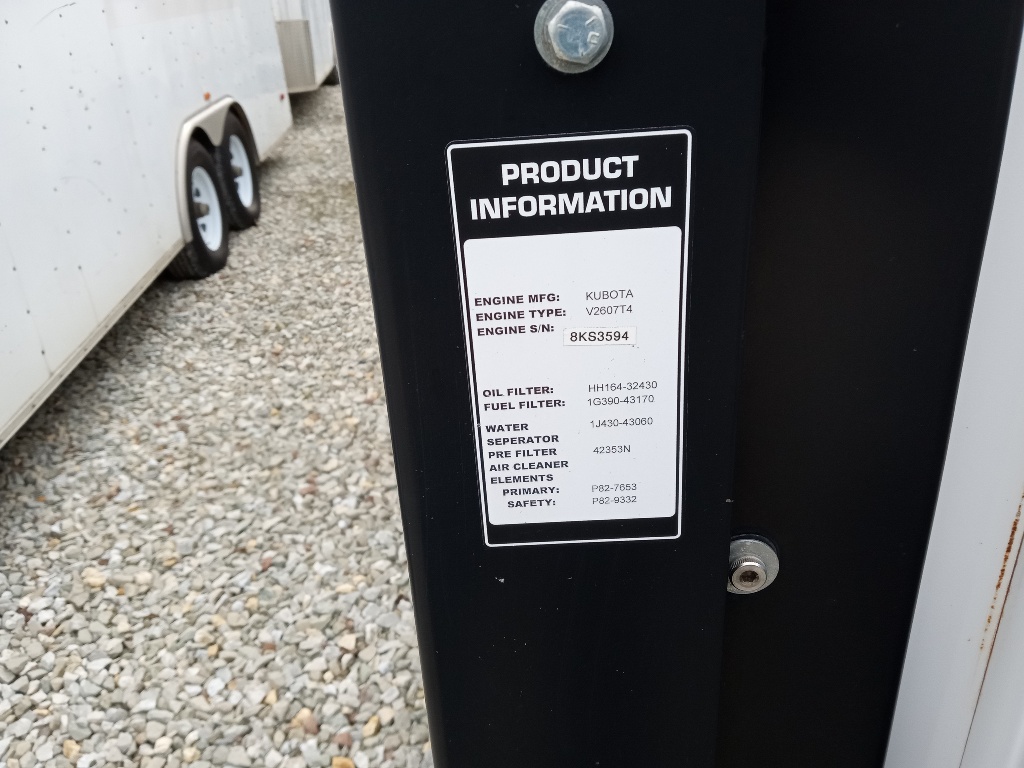 PRODUCT
INFORMATION
ENGINE MFG: KUBOTA
ENGINE TYPE: V2607T4
ENGINE S/N: 8KS3594
OIL FILTER: HH164-32430
FUEL FILTER: 1G390-43170
WATER 1J430-43060
SEPERATOR
PRE FILTER 42353N
AIR CLEANER
ELEMENTS
PRIMARY: P82-7653
SAFETY: P82-9332